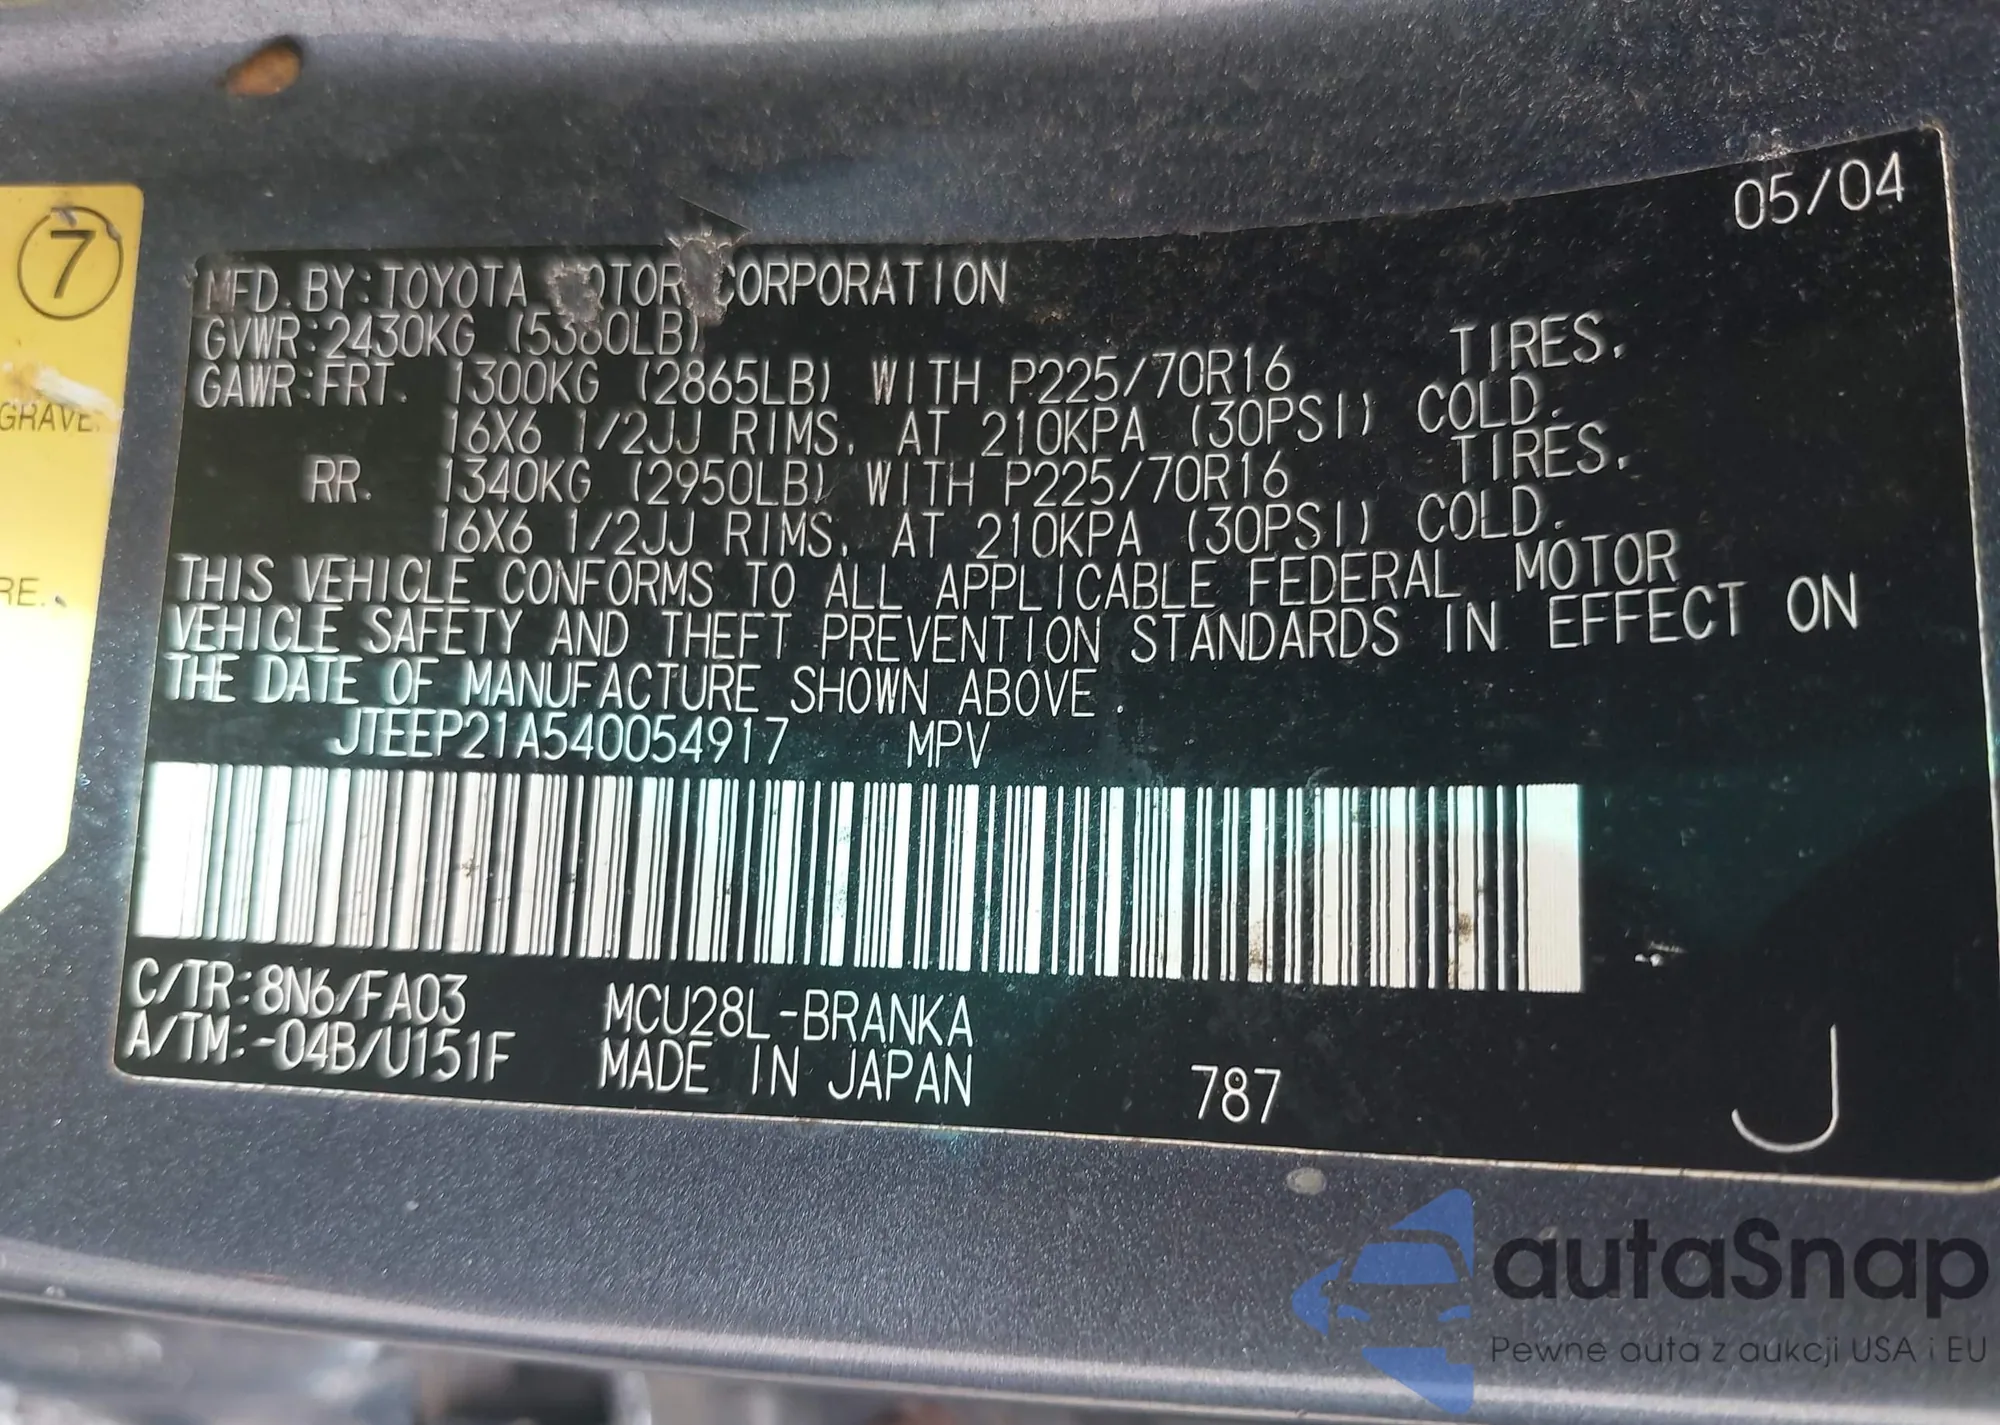 7
GRAVE
RE.
05/04
MFD. BY: TOYOTA MOTOR CORPORATION
GVWR: 2430KG (5360LB)
GAWR: FRT. 1300KG (2865LB) WITH P225/70R16 TIRES.
16X6 1/2JJ RIMS. AT 210KPA (30PSI) COLD.
RR. 1340KG (2950LB) WITH P225/70R16 TIRES.
16X6 1/2JJ RIMS. AT 210KPA (30PSI) COLD.
THIS VEHICLE CONFORMS TO ALL APPLICABLE FEDERAL MOTOR
VEHICLE SAFETY AND THEFT PREVENTION STANDARDS IN EFFECT ON
THE DATE OF MANUFACTURE SHOWN ABOVE.
JTEEP21A540054917 MPV
C/TR: 8N6/FA03 MCU28L-BRANKA
A/TM: -04B/U151F MADE IN JAPAN 787
J
autaSnap
Pewne auta z aukcji USA i EU